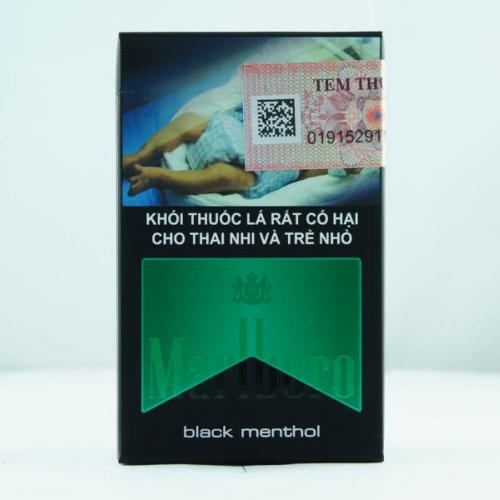 TEM THU
01915291
KHÓI THUỐC LÁ RẤT CÓ HẠI
CHO THAI NHI VÀ TRẺ NHỎ
Marlboro
black menthol